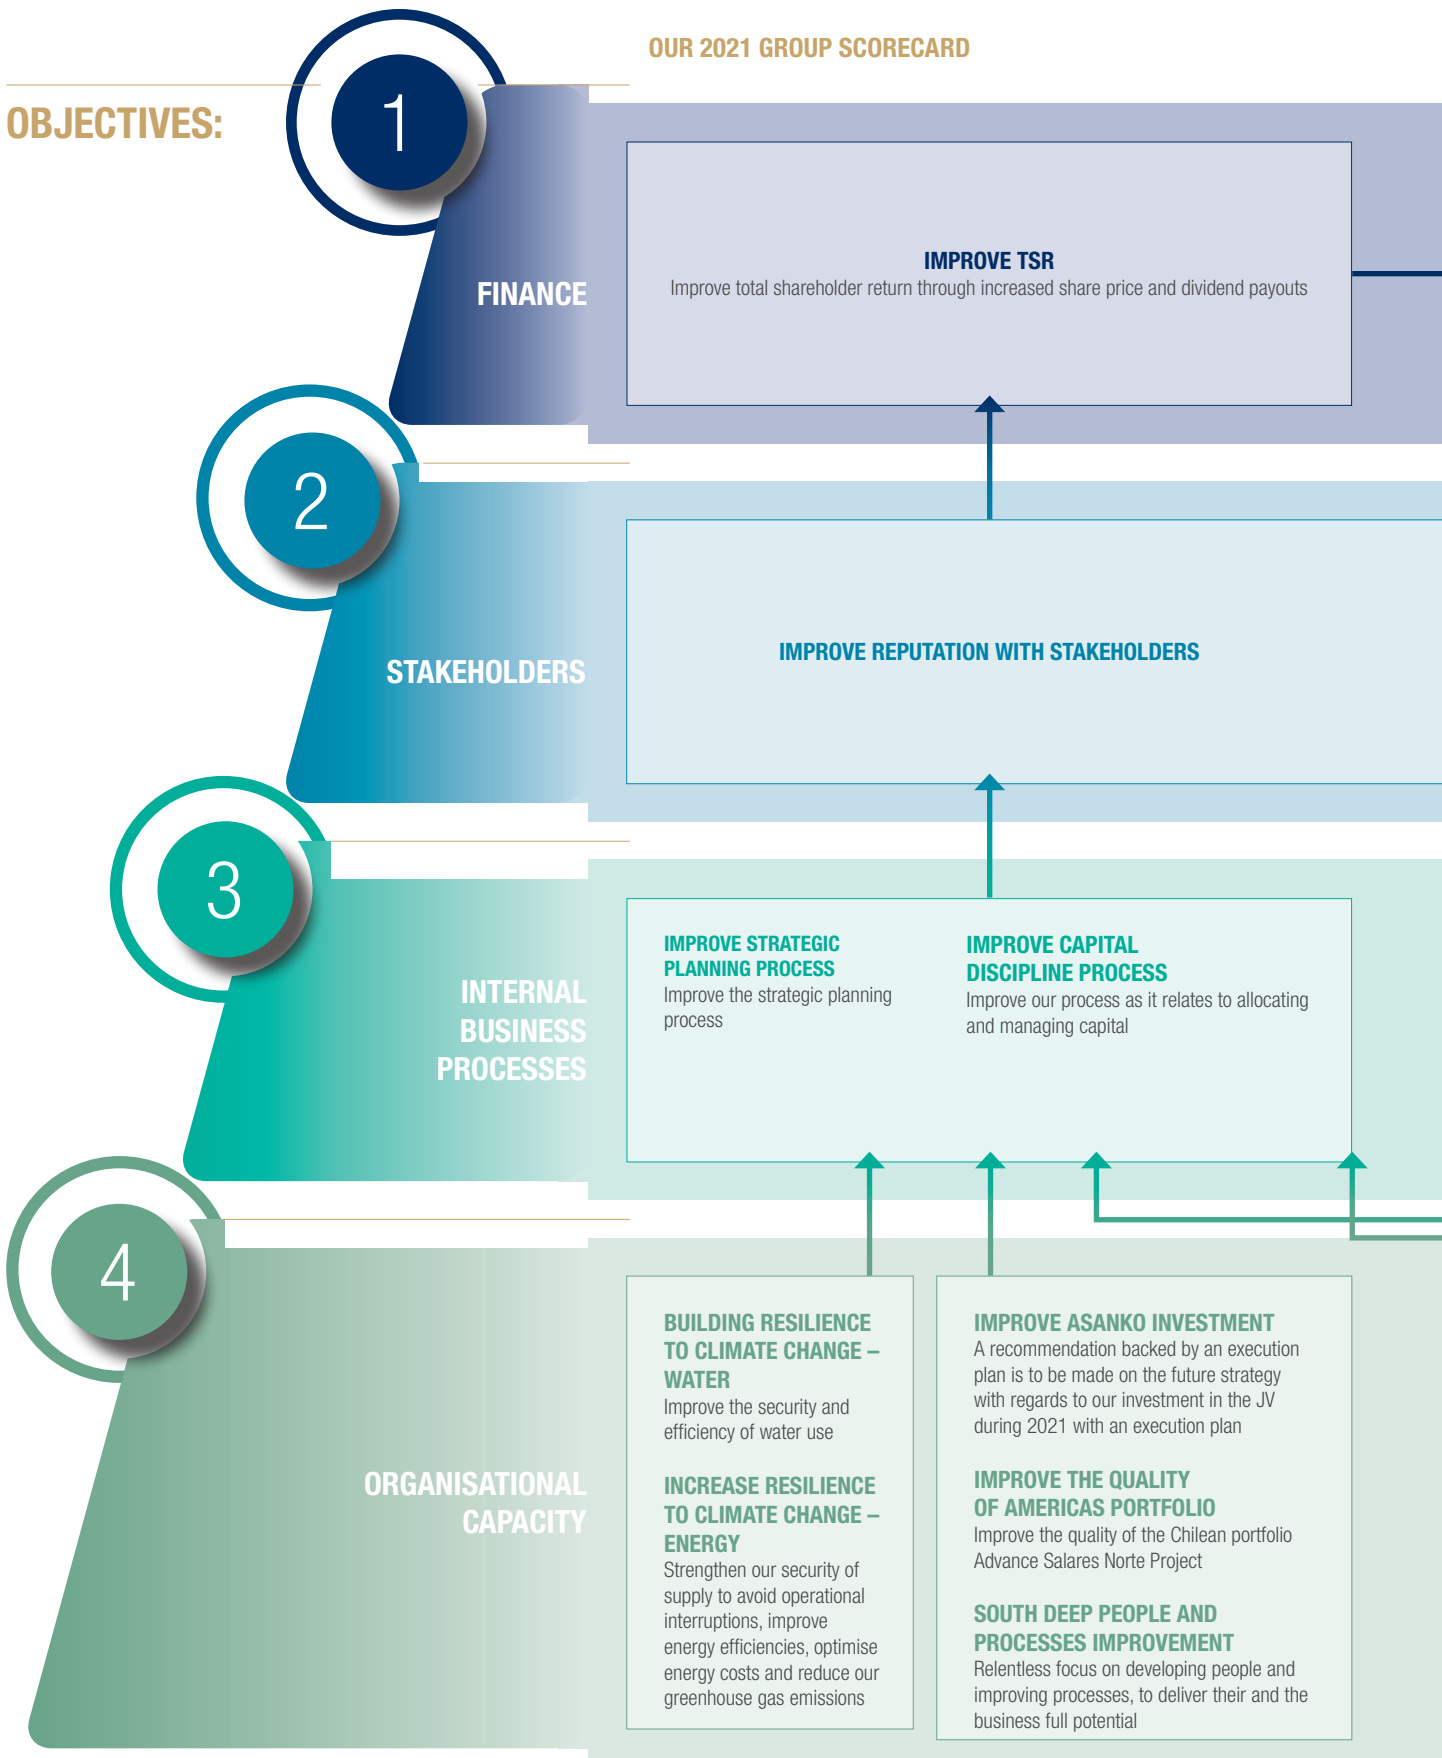 OUR 2021 GROUP SCORECARD
OBJECTIVES:
1
FINANCE
IMPROVE TSR
Improve total shareholder return through increased share price and dividend payouts
2
STAKEHOLDERS
IMPROVE REPUTATION WITH STAKEHOLDERS
3
INTERNAL
BUSINESS
PROCESSES
IMPROVE STRATEGIC
PLANNING PROCESS
Improve the strategic planning
process
IMPROVE CAPITAL
DISCIPLINE PROCESS
Improve our process as it relates to allocating
and managing capital
4
ORGANISATIONAL
CAPACITY
BUILDING RESILIENCE
TO CLIMATE CHANGE –
WATER
Improve the security and
efficiency of water use
INCREASE RESILIENCE
TO CLIMATE CHANGE –
ENERGY
Strengthen our security of
supply to avoid operational
interruptions, improve
energy efficiencies, optimise
energy costs and reduce our
greenhouse gas emissions
IMPROVE ASANKO INVESTMENT
A recommendation backed by an execution
plan is to be made on the future strategy
with regards to our investment in the JV
during 2021 with an execution plan
IMPROVE THE QUALITY
OF AMERICAS PORTFOLIO
Improve the quality of the Chilean portfolio
Advance Salares Norte Project
SOUTH DEEP PEOPLE AND
PROCESSES IMPROVEMENT
Relentless focus on developing people and
improving processes, to deliver their and the
business full potential